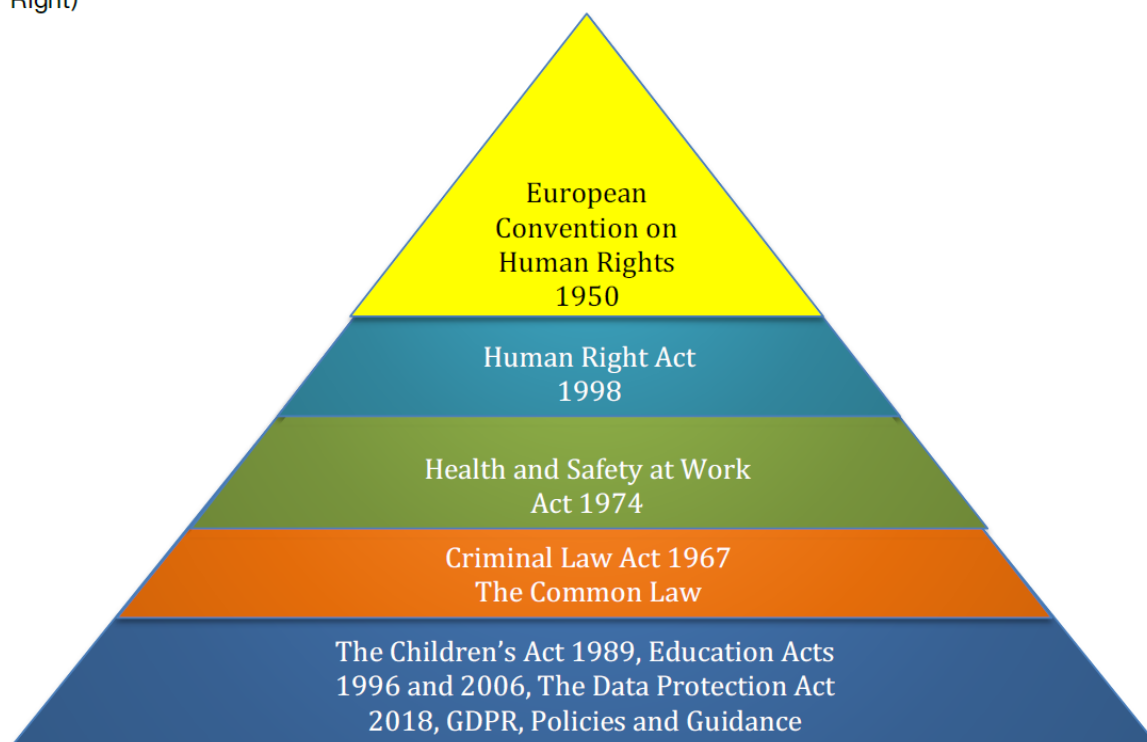 Right)
European
Convention on
Human Rights
1950
Human Right Act
1998
Health and Safety at Work
Act 1974
Criminal Law Act 1967
The Common Law
The Children’s Act 1989, Education Acts
1996 and 2006, The Data Protection Act
2018, GDPR, Policies and Guidance